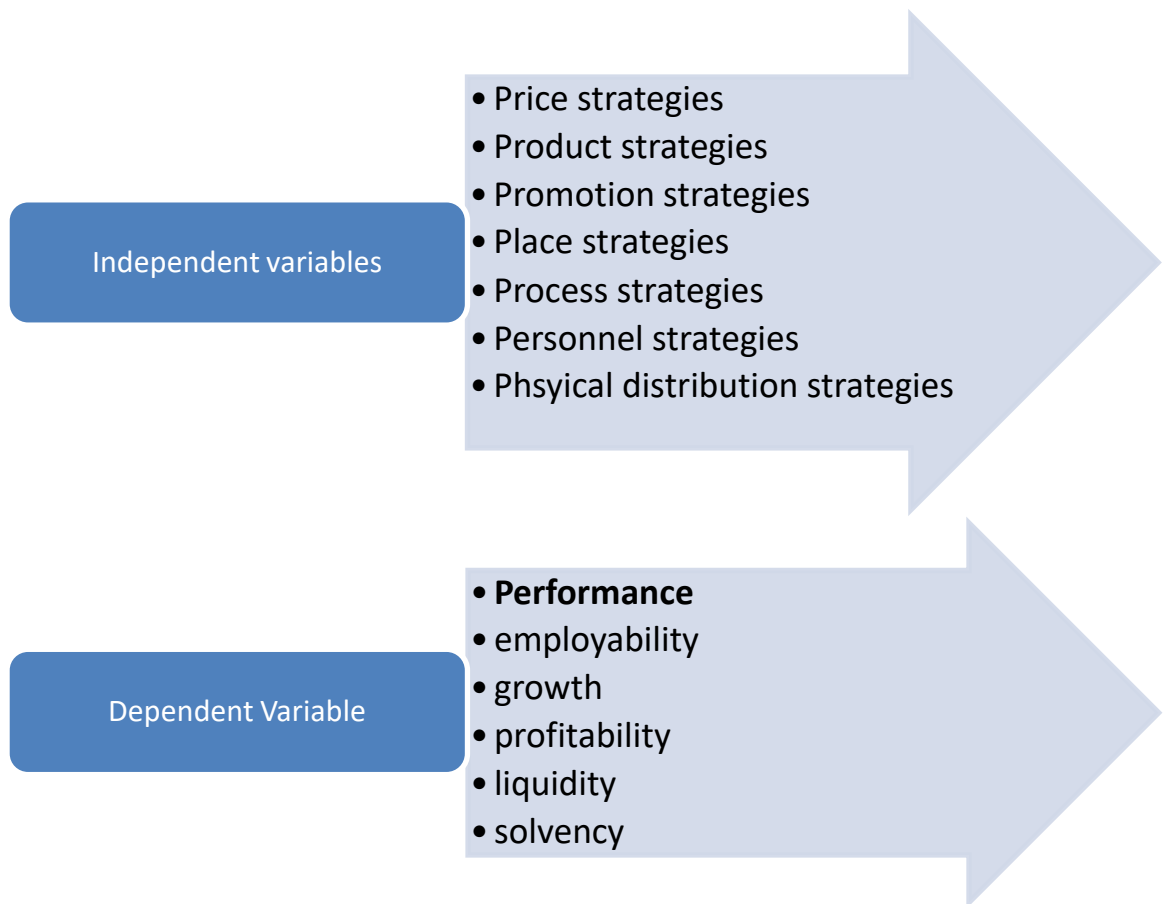 Independent variables
• Price strategies
• Product strategies
• Promotion strategies
• Place strategies
• Process strategies
• Personnel strategies
• Phsyical distribution strategies
Dependent Variable
• Performance
• employability
• growth
• profitability
• liquidity
• solvency